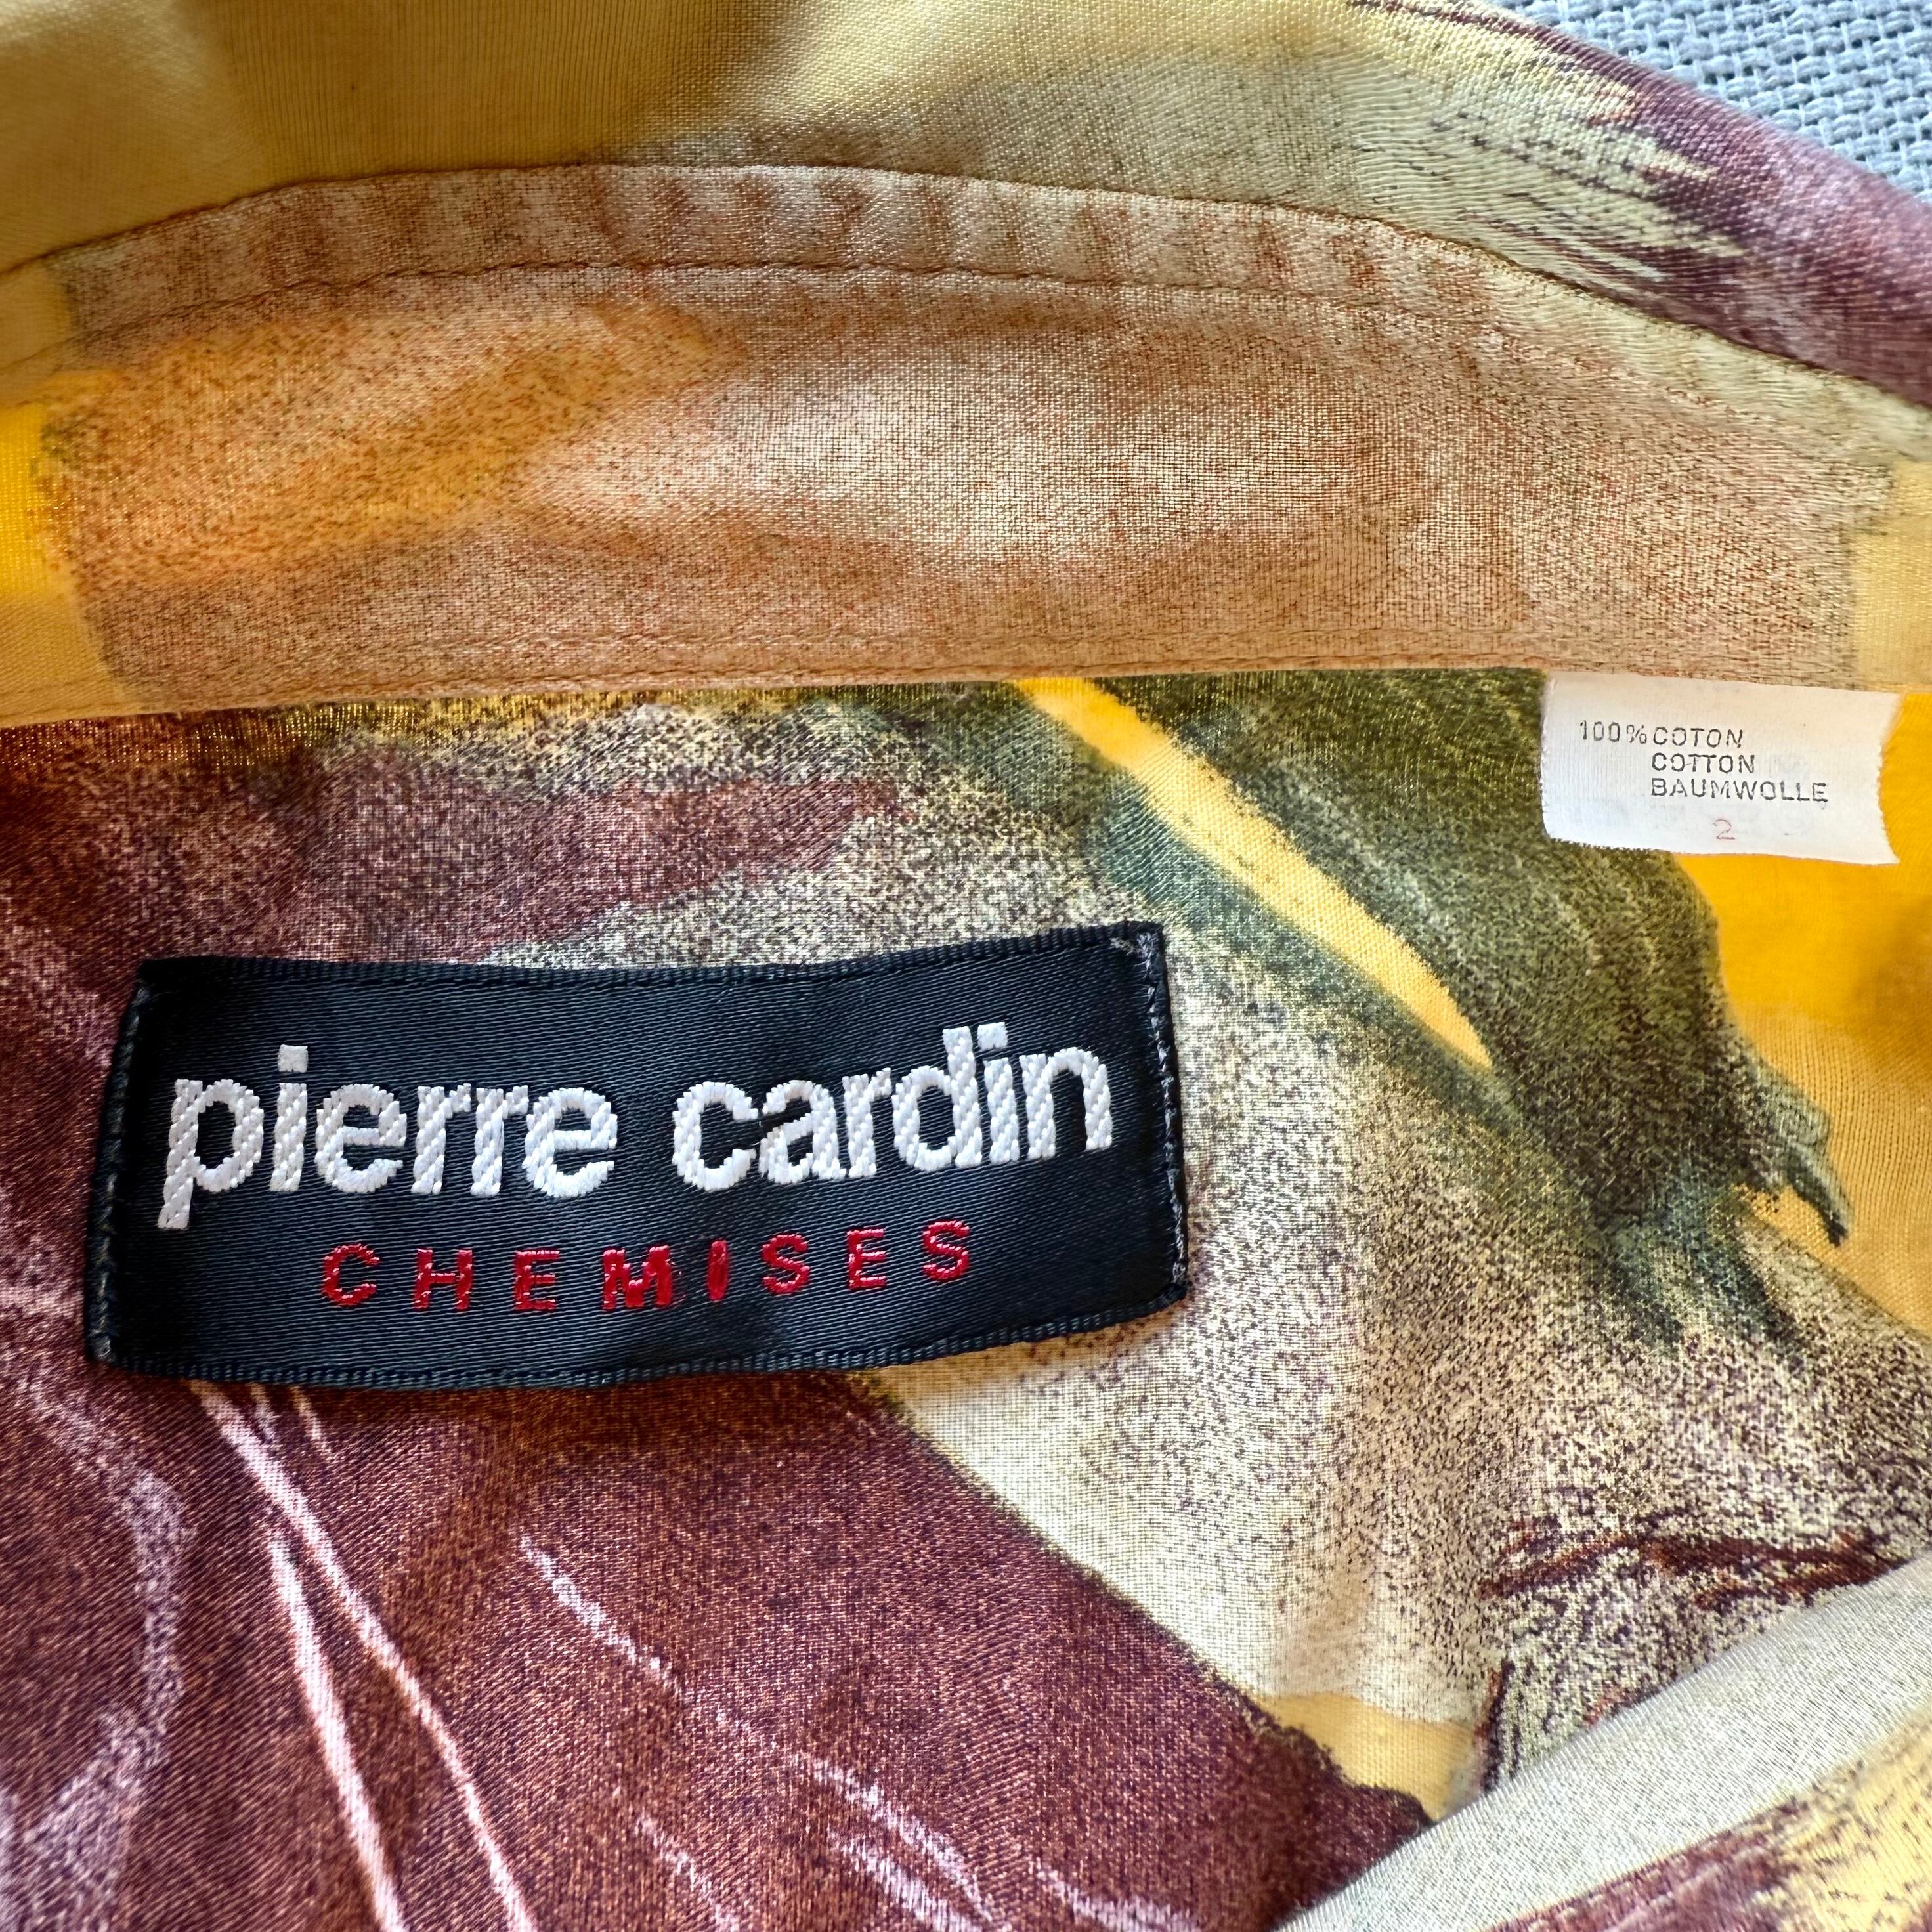 100% COTON
COTTON
BAUMWOLLE
2
pierre cardin
CHEMISES